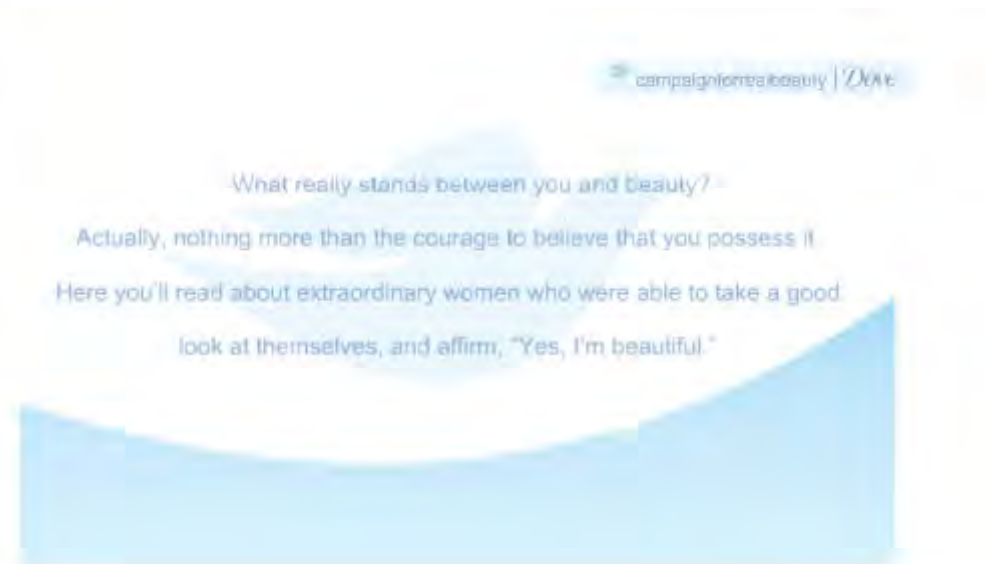 campaignforrealbeauty | Dove
What really stands between you and beauty?
Actually, nothing more than the courage to believe that you possess it.
Here you'll read about extraordinary women who were able to take a good
look at themselves, and affirm, "Yes, I'm beautiful."